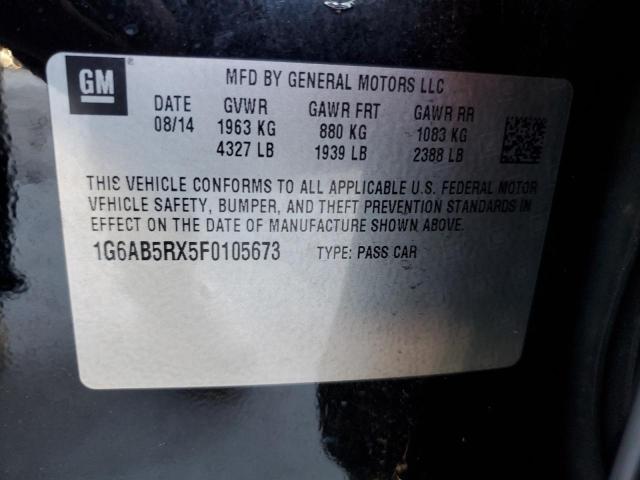 GM
®
MFD BY GENERAL MOTORS LLC
DATE GVWR GAWR FRT GAWR RR
08/14 1963 KG 880 KG 1083 KG
4327 LB 1939 LB 2388 LB
THIS VEHICLE CONFORMS TO ALL APPLICABLE U.S. FEDERAL MOTOR
VEHICLE SAFETY, BUMPER, AND THEFT PREVENTION STANDARDS IN
EFFECT ON THE DATE OF MANUFACTURE SHOWN ABOVE.
1G6AB5RX5F0105673 TYPE: PASS CAR